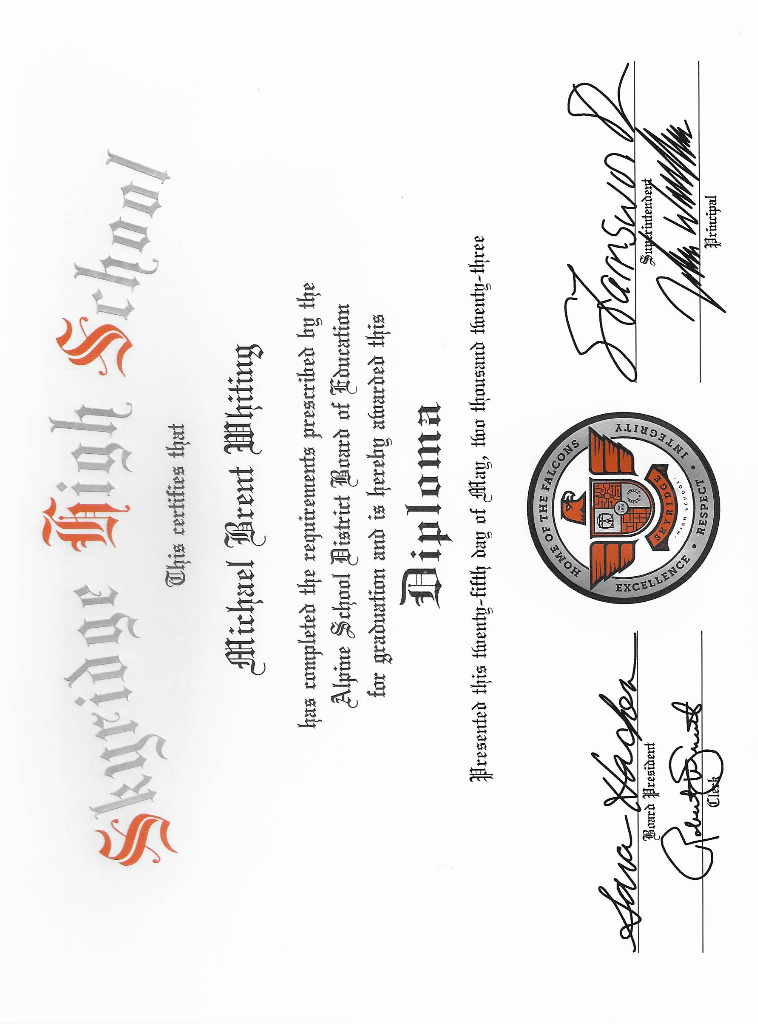 Skyridge High School
This certifies that
Michael Brent Whiting
has completed the requirements prescribed by the
Alpine School District Board of Education
for graduation and is hereby awarded this
Diploma
Presented this twenty-fifth day of May, two thousand twenty-three
Sara Hacken
Board President
Robert W. Smith
Clerk
HOME OF THE FALCONS
EXCELLENCE • RESPECT • INTEGRITY
SKYRIDGE
HIGH SCHOOL
Superintendent
Principal